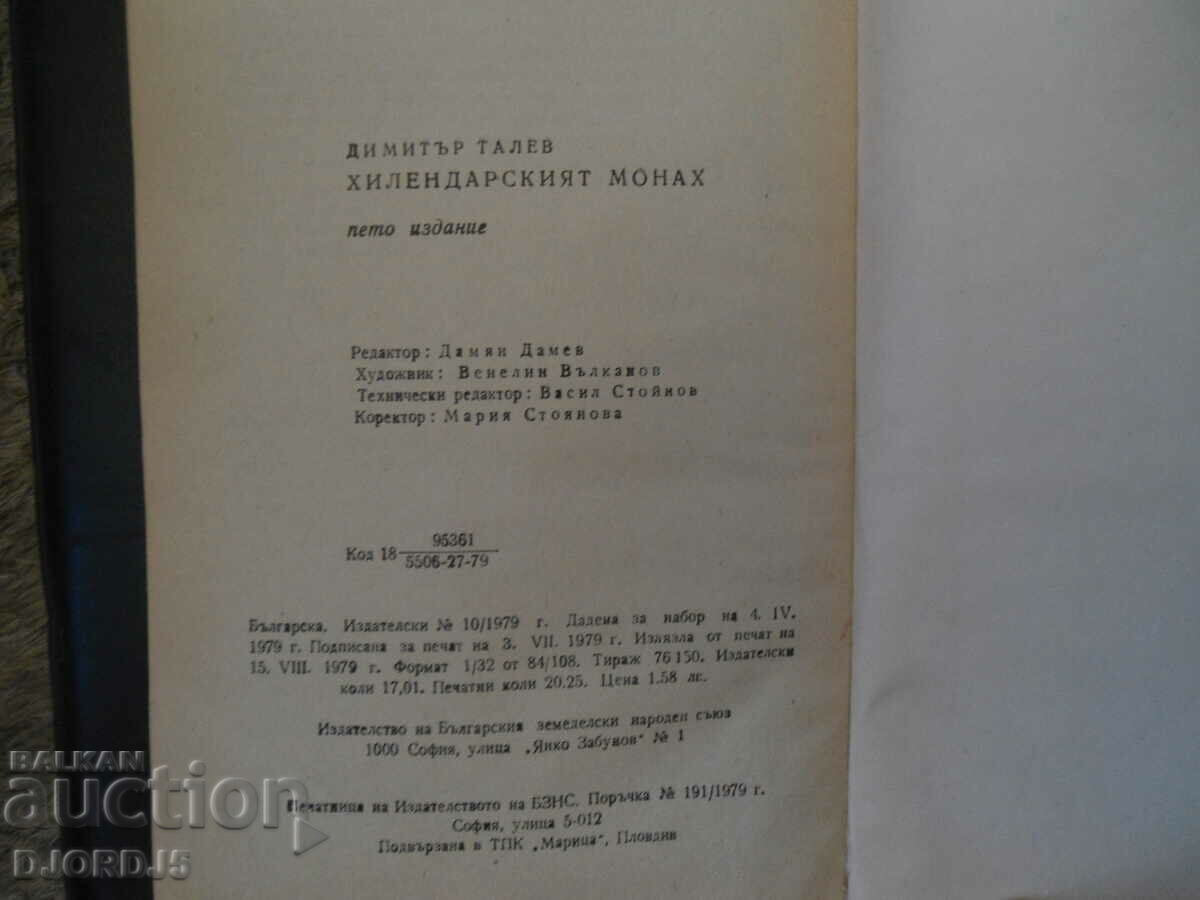 ДИМИТЪР ТАЛЕВ
ХИЛЕНДАРСКИЯТ МОНАХ
пето издание
Редактор: Дамян Дамев
Художник: Венелин Вълканов
Технически редактор: Васил Стойнов
Коректор: Мария Стоянова
95361
Код 18
5506-27-79
Българска. Издателски № 10/1979 г. Дадена за набор на 4. IV.
1979 г. Подписана за печат на 3. VII. 1979 г. Излязла от печат на
15. VIII. 1979 г. Формат 1/32 от 84/108. Тираж 76 150. Издателски
коли 17,01. Печатни коли 20.25. Цена 1.58 лв.
Издателство на Българския земеделски народен съюз
1000 София, улица „Янко Забунов" № 1
Печатница на Издателството на БЗНС. Поръчка № 191/1979 г.
София, улица 5-012
Подвързана в ТПК „Марица", Пловдив
BALKAN
auction
DJORDJ5